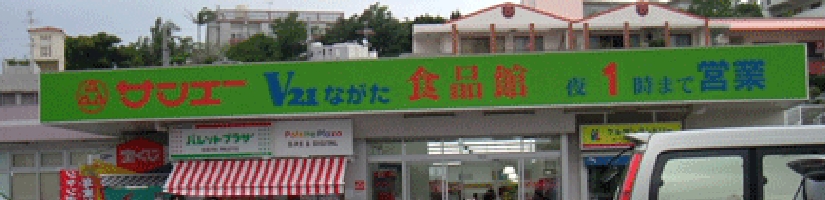 サンエー V21ながた 食品館 夜1時まで営業
パレットプラザ
Palette Plaza